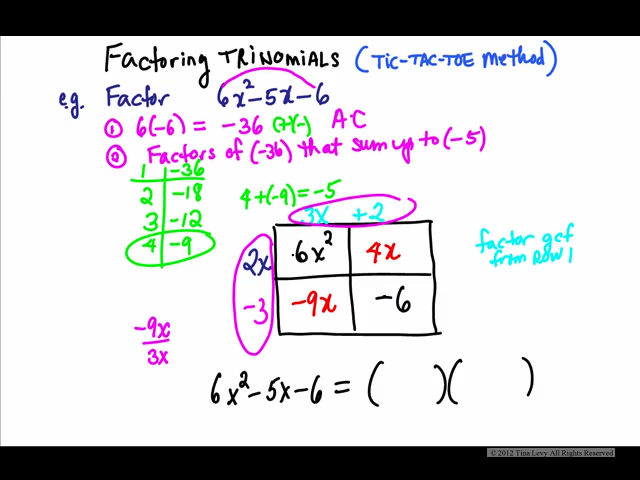 Factoring TRINOMIALS (TIC-TAC-TOE Method)
e.g. Factor 6x²-5x-6
① 6(-6) = -36 (+)(-) AC
② Factors of (-36) that sum up to (-5)
1 -36
2 -18
3 -12
4 -9
4+(-9)=-5
3x +2
2x 6x² 4x
-3 -9x -6
factor gcf
from Row 1
-9x
3x
6x²-5x-6 = ( )( )
© 2012 Tina Levy All Rights Reserved